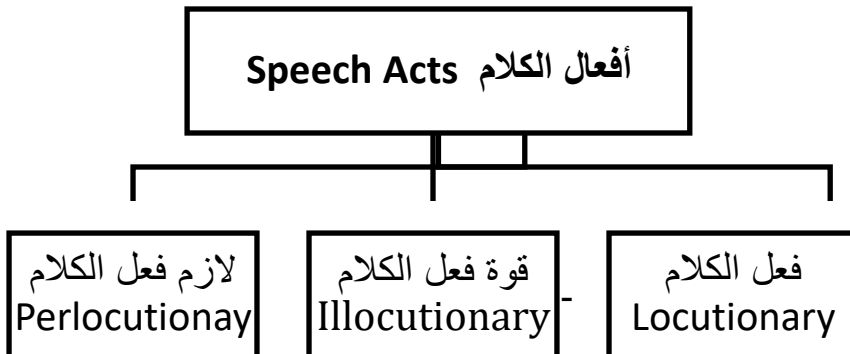 أفعال الكلام Speech Acts
فعل الكلام
Locutionary
-
قوة فعل الكلام
Illocutionary
لازم فعل الكلام
Perlocutionay